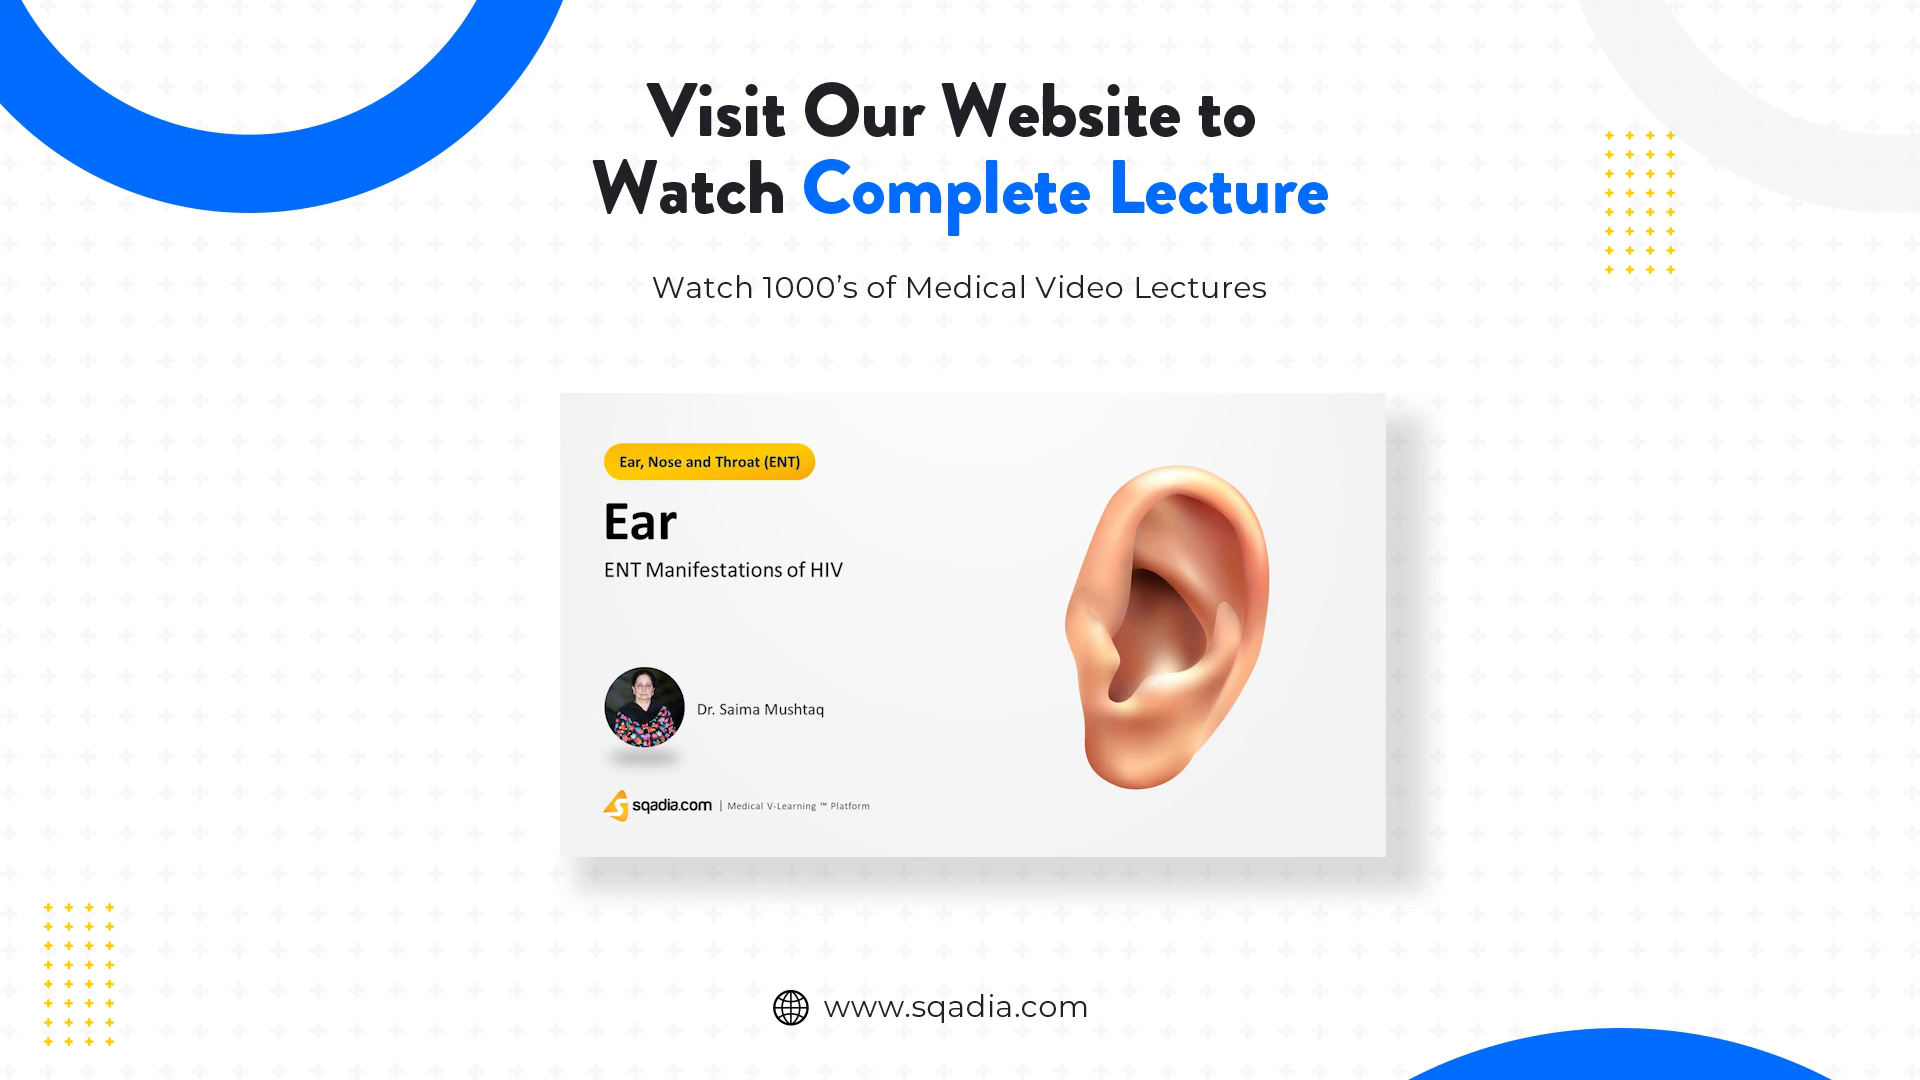 Visit Our Website to
Watch Complete Lecture
Watch 1000’s of Medical Video Lectures
Ear, Nose and Throat (ENT)
Ear
ENT Manifestations of HIV
Dr. Saima Mushtaq
sqadia.com | Medical V-Learning ™ Platform
www.sqadia.com